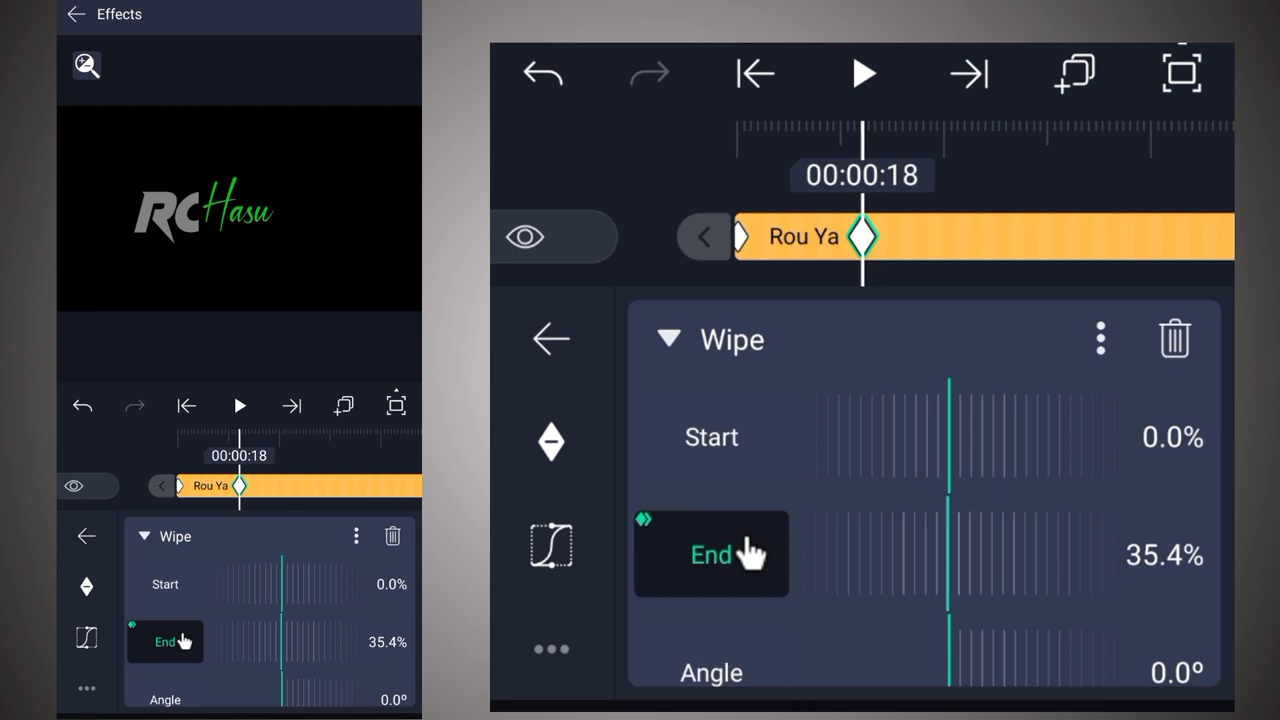 Effects
RC Hasu
00:00:18
Rou Ya
Wipe
Start 0.0%
End 35.4%
Angle 0.0º
00:00:18
Rou Ya
Wipe
Start 0.0%
End 35.4%
Angle 0.0º